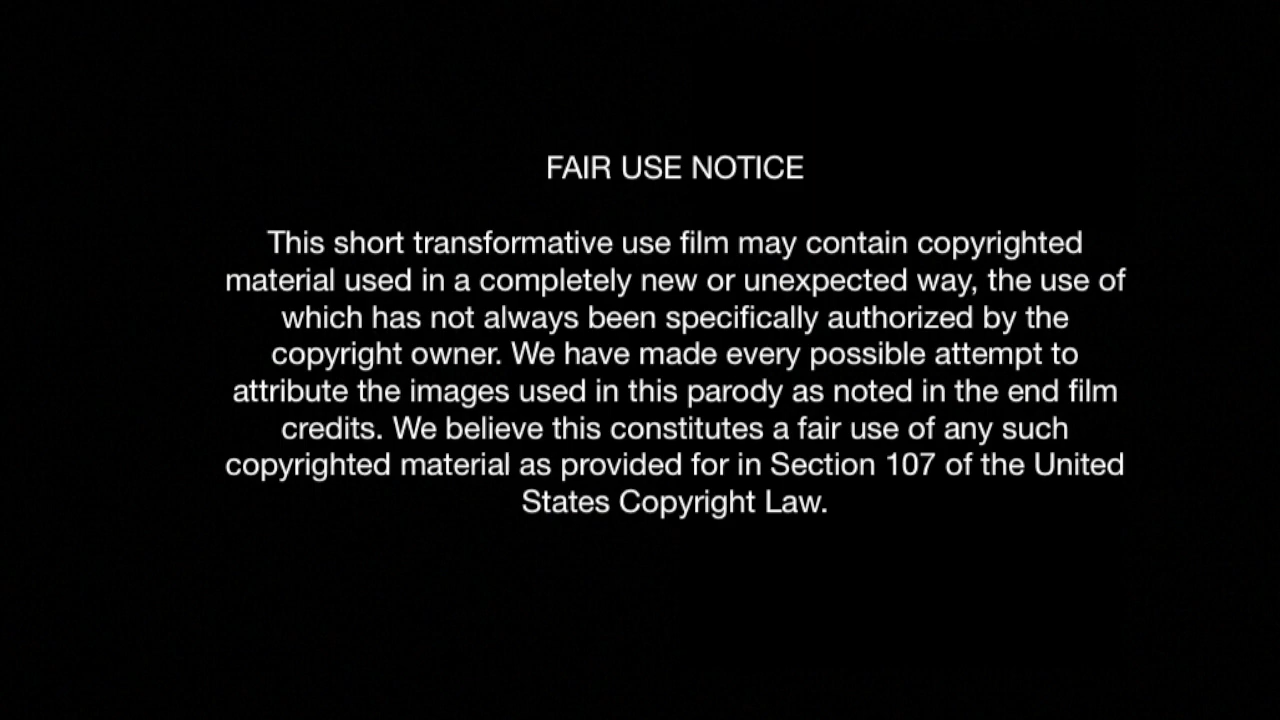 FAIR USE NOTICE
This short transformative use film may contain copyrighted
material used in a completely new or unexpected way, the use of
which has not always been specifically authorized by the
copyright owner. We have made every possible attempt to
attribute the images used in this parody as noted in the end film
credits. We believe this constitutes a fair use of any such
copyrighted material as provided for in Section 107 of the United
States Copyright Law.